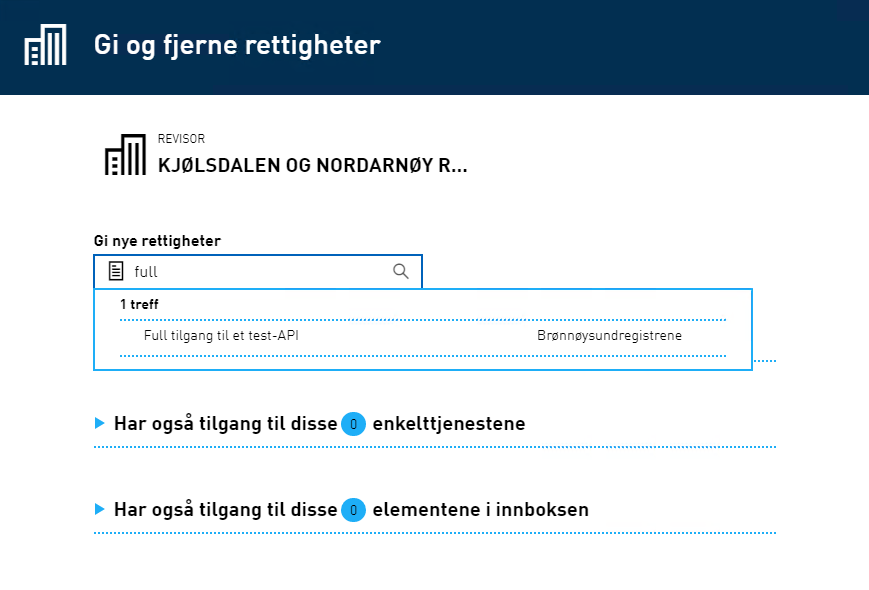 Gi og fjerne rettigheter
REVISOR
KJØLSDALEN OG NORDARNØY R...
Gi nye rettigheter
full
1 treff
Full tilgang til et test-API Brønnøysundregistrene
Har også tilgang til disse 0 enkelttjenestene
Har også tilgang til disse 0 elementene i innboksen